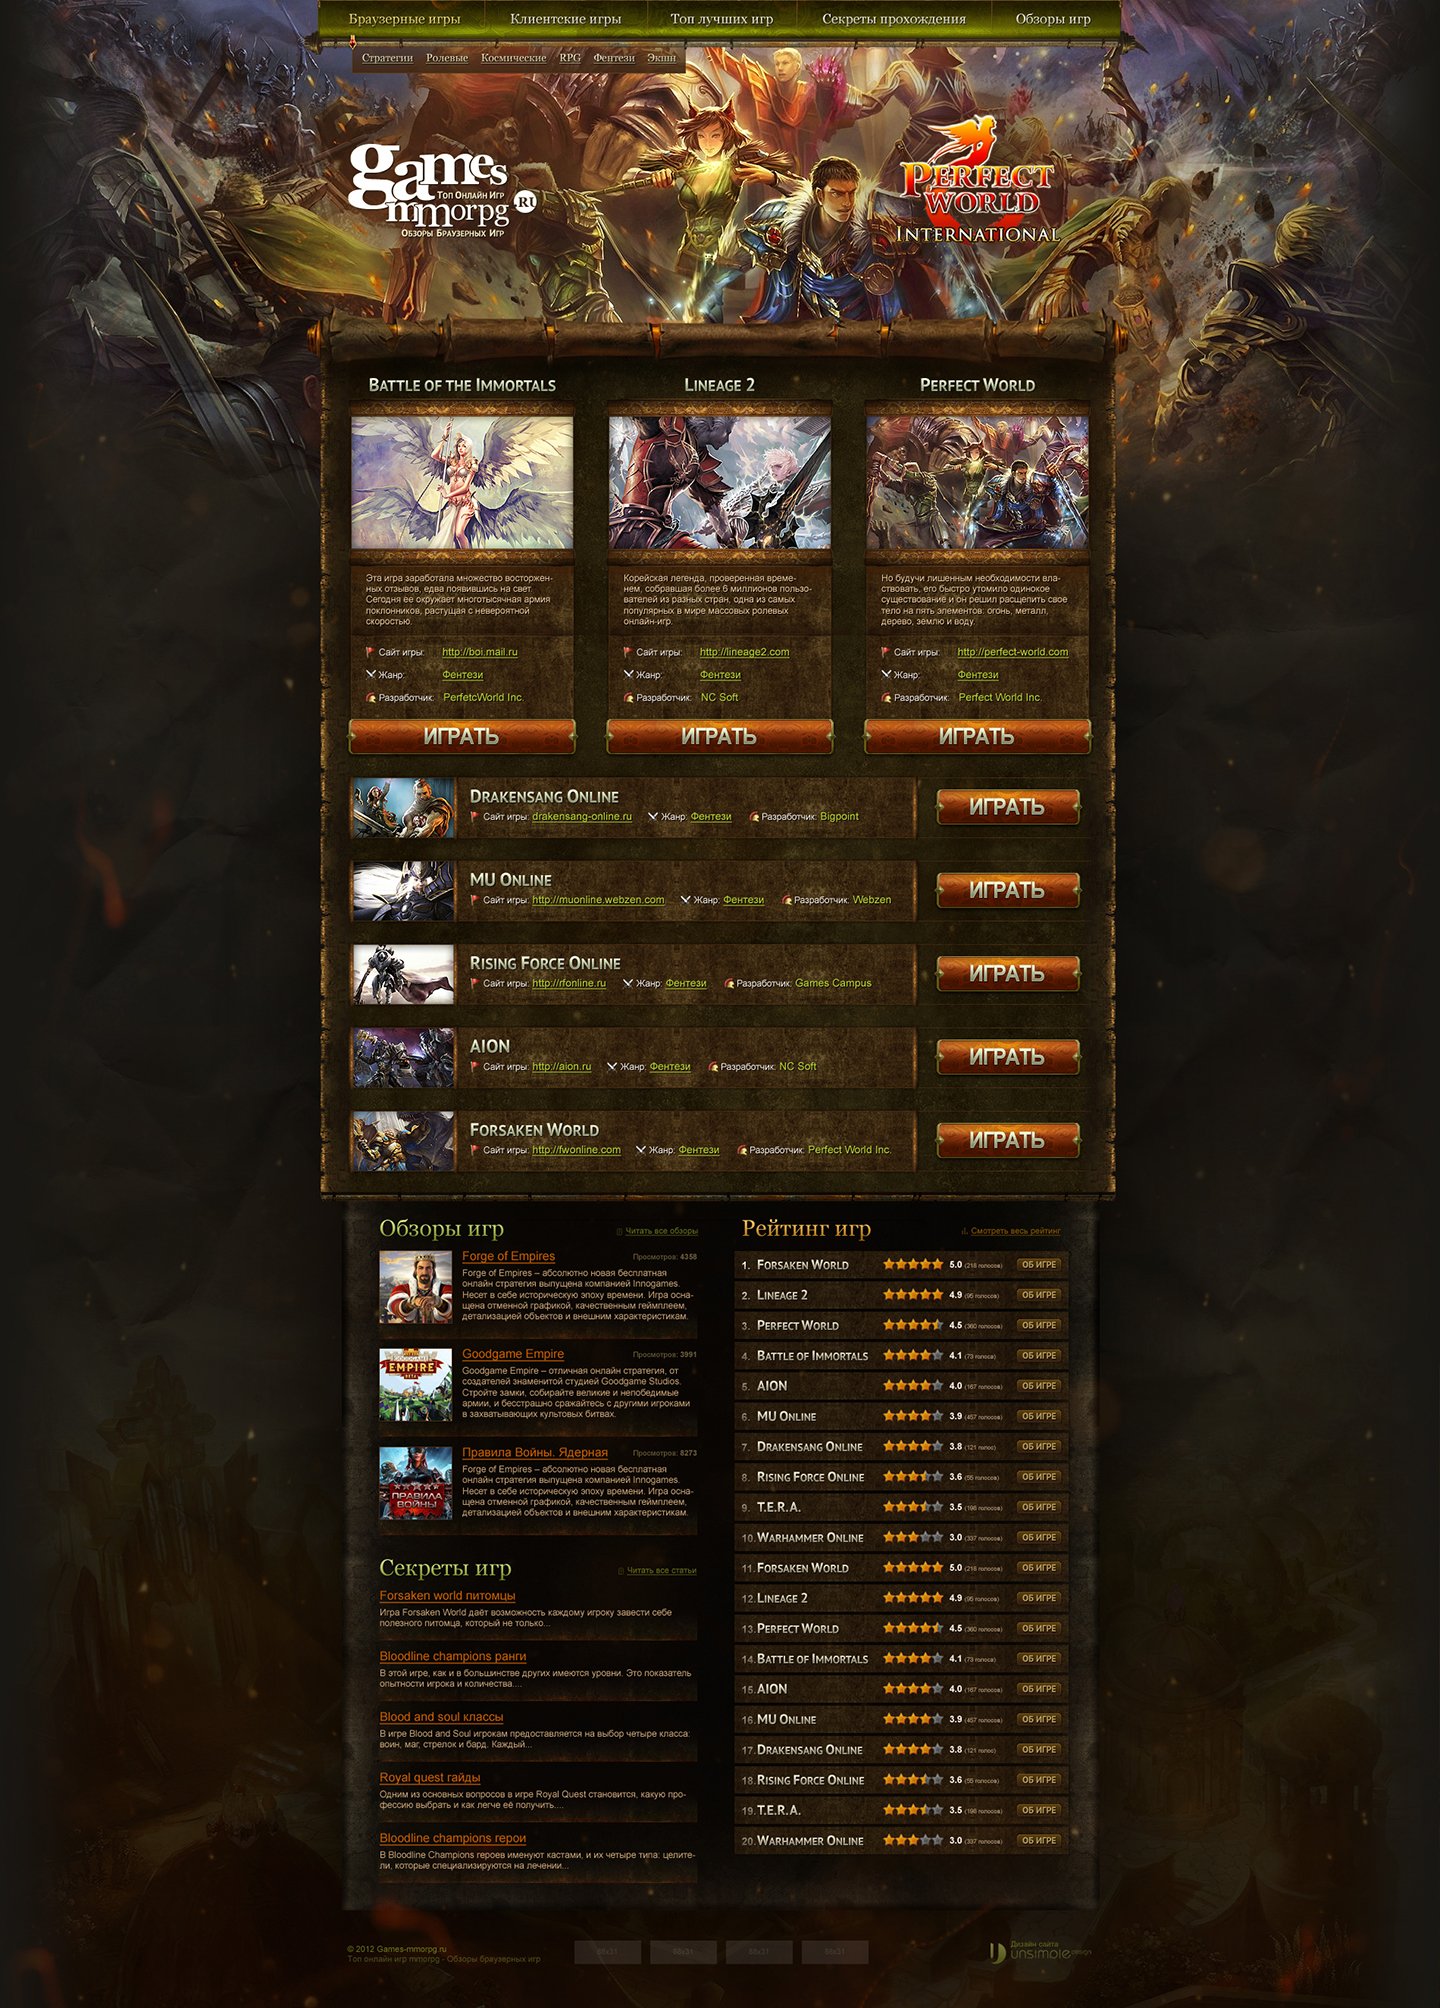 Браузерные игры
Клиентские игры
Топ лучших игр
Секреты прохождения
Обзоры игр
Стратегии Ролевые Космические RPG Фентези Экшн
games
Топ Онлайн Игр
mmorpg RU
Обзоры Браузерных Игр
Perfect
World
International
Battle of the Immortals
Эта игра заработала множество восторжен-
ных отзывов, едва появившись на свет.
Сегодня ее окружает многотысячная армия
поклонников, растущая с невероятной
скоростью.
Сайт игры: http://boi.mail.ru
Жанр: Фентези
Разработчик: PerfetcWorld Inc.
ИГРАТЬ
Lineage 2
Корейская легенда, проверенная време-
нем, собравшая более 6 миллионов пользо-
вателей из разных стран, одна из самых
популярных в мире массовых ролевых
онлайн-игр.
Сайт игры: http://lineage2.com
Жанр: Фентези
Разработчик: NC Soft
ИГРАТЬ
Perfect World
Но будучи лишенным необходимости вла-
ствовать, его быстро утомило одинокое
существование и он решил расщепить свое
тело на пять элементов: огонь, металл,
дерево, землю и воду.
Сайт игры: http://perfect-world.com
Жанр: Фентези
Разработчик: Perfect World Inc.
ИГРАТЬ
Drakensang Online
Сайт игры: drakensang-online.ru Жанр: Фентези Разработчик: Bigpoint
ИГРАТЬ
MU Online
Сайт игры: http://muonline.webzen.com Жанр: Фентези Разработчик: Webzen
ИГРАТЬ
Rising Force Online
Сайт игры: http://rfonline.ru Жанр: Фентези Разработчик: Games Campus
ИГРАТЬ
AION
Сайт игры: http://aion.ru Жанр: Фентези Разработчик: NC Soft
ИГРАТЬ
Forsaken World
Сайт игры: http://fwonline.com Жанр: Фентези Разработчик: Perfect World Inc.
ИГРАТЬ
Обзоры игр
Читать все обзоры
Forge of Empires
Просмотров: 4358
Forge of Empires – абсолютно новая бесплатная
онлайн стратегия выпущена компанией Innogames.
Несет в себе историческую эпоху времени. Игра осна-
щена отменной графикой, качественным геймплеем,
детализацией объектов и внешним характеристикам.
EMPIRE
Goodgame Empire
Просмотров: 3991
Goodgame Empire – отличная онлайн стратегия, от
создателей знаменитой студией Goodgame Studios.
Стройте замки, собирайте великие и непобедимые
армии, и бесстрашно сражайтесь с другими игроками
в захватывающих культовых битвах.
ПРАВИЛА
ВОЙНЫ
Правила Войны. Ядерная
Просмотров: 8273
Forge of Empires – абсолютно новая бесплатная
онлайн стратегия выпущена компанией Innogames.
Несет в себе историческую эпоху времени. Игра осна-
щена отменной графикой, качественным геймплеем,
детализацией объектов и внешним характеристикам.
Секреты игр
Читать все статьи
Forsaken world питомцы
Игра Forsaken World даёт возможность каждому игроку завести себе
полезного питомца, который не только...
Bloodline champions ранги
В этой игре, как и в большинстве других имеются уровни. Это показатель
опытности игрока и количества....
Blood and soul классы
В игре Blood and Soul игрокам предоставляется на выбор четыре класса:
воин, маг, стрелок и бард. Каждый...
Royal quest гайды
Одним из основных вопросов в игре Royal Quest становится, какую про-
фессию выбрать и как легче её получить....
Bloodline champions герои
В Bloodline Champions героев именуют кастами, и их четыре типа: целите-
ли, которые специализируются на лечении...
Рейтинг игр
Смотреть весь рейтинг
1. Forsaken World 5.0 (218 голосов) ОБ ИГРЕ
2. Lineage 2 4.9 (95 голосов) ОБ ИГРЕ
3. Perfect World 4.5 (360 голосов) ОБ ИГРЕ
4. Battle of Immortals 4.1 (73 голоса) ОБ ИГРЕ
5. AION 4.0 (167 голосов) ОБ ИГРЕ
6. MU Online 3.9 (457 голосов) ОБ ИГРЕ
7. Drakensang Online 3.8 (121 голос) ОБ ИГРЕ
8. Rising Force Online 3.6 (55 голосов) ОБ ИГРЕ
9. T.E.R.A. 3.5 (198 голосов) ОБ ИГРЕ
10. Warhammer Online 3.0 (337 голосов) ОБ ИГРЕ
11. Forsaken World 5.0 (218 голосов) ОБ ИГРЕ
12. Lineage 2 4.9 (95 голосов) ОБ ИГРЕ
13. Perfect World 4.5 (360 голосов) ОБ ИГРЕ
14. Battle of Immortals 4.1 (73 голоса) ОБ ИГРЕ
15. AION 4.0 (167 голосов) ОБ ИГРЕ
16. MU Online 3.9 (457 голосов) ОБ ИГРЕ
17. Drakensang Online 3.8 (121 голос) ОБ ИГРЕ
18. Rising Force Online 3.6 (55 голосов) ОБ ИГРЕ
19. T.E.R.A. 3.5 (198 голосов) ОБ ИГРЕ
20. Warhammer Online 3.0 (337 голосов) ОБ ИГРЕ
© 2012 Games-mmorpg.ru
Топ онлайн игр mmorpg - Обзоры браузерных игр
88x31
88x31
88x31
88x31
Дизайн сайта
unsimple design